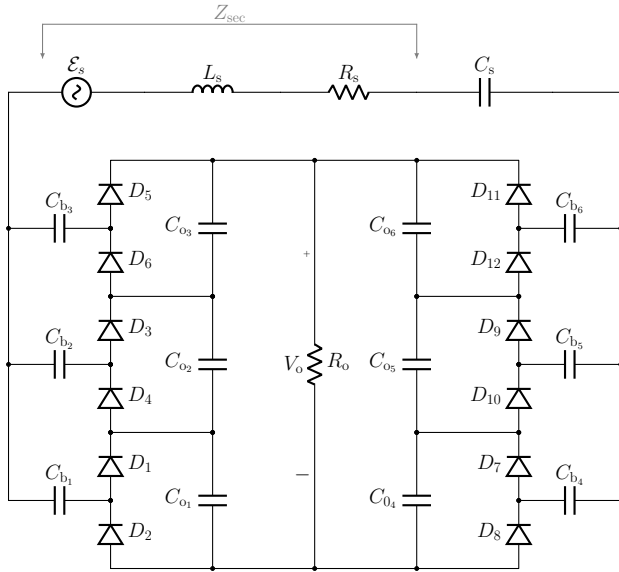 Z_sec
ℰ_s L_s R_s C_s
C_b3 D_5 D_11 C_b6
C_o3 C_o6
D_6 + D_12
C_b2 D_3 D_9 C_b5
C_o2 V_o R_o C_o5
D_4 D_10
C_b1 D_1 − D_7 C_b4
C_o1 C_04
D_2 D_8